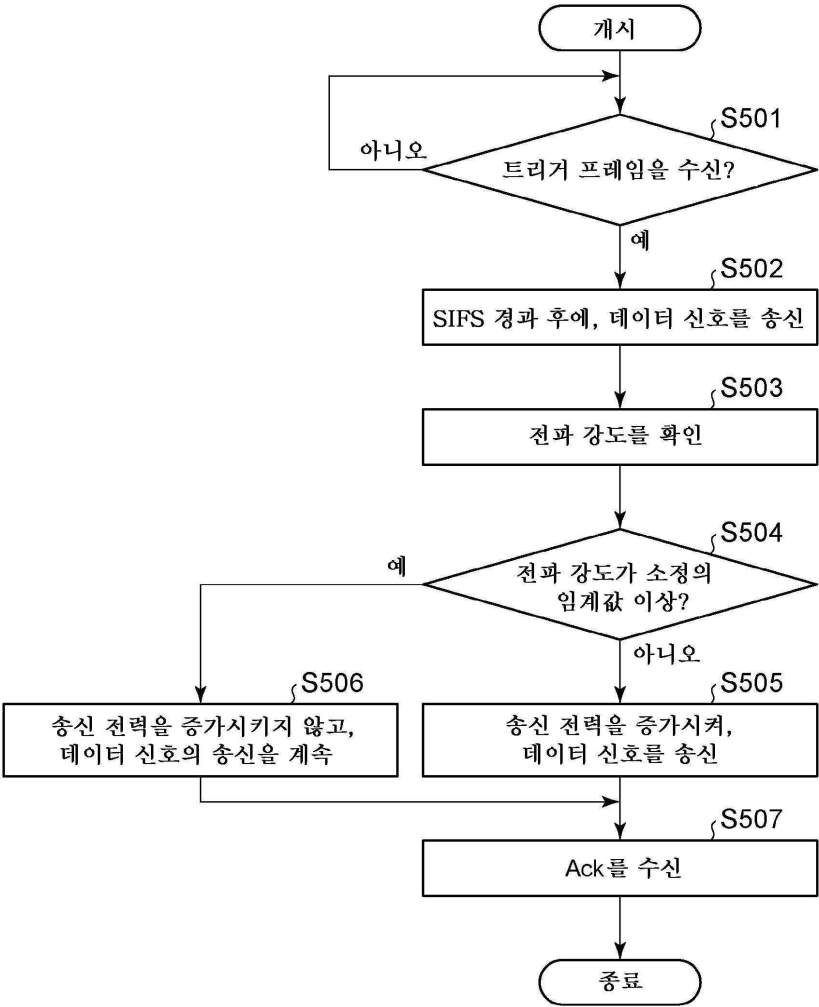 개시
S501
트리거 프레임을 수신?
아니오
예
S502
SIFS 경과 후에, 데이터 신호를 송신
S503
전파 강도를 확인
S504
전파 강도가 소정의
임계값 이상?
예
아니오
S506
송신 전력을 증가시키지 않고,
데이터 신호의 송신을 계속
S505
송신 전력을 증가시켜,
데이터 신호를 송신
S507
Ack를 수신
종료